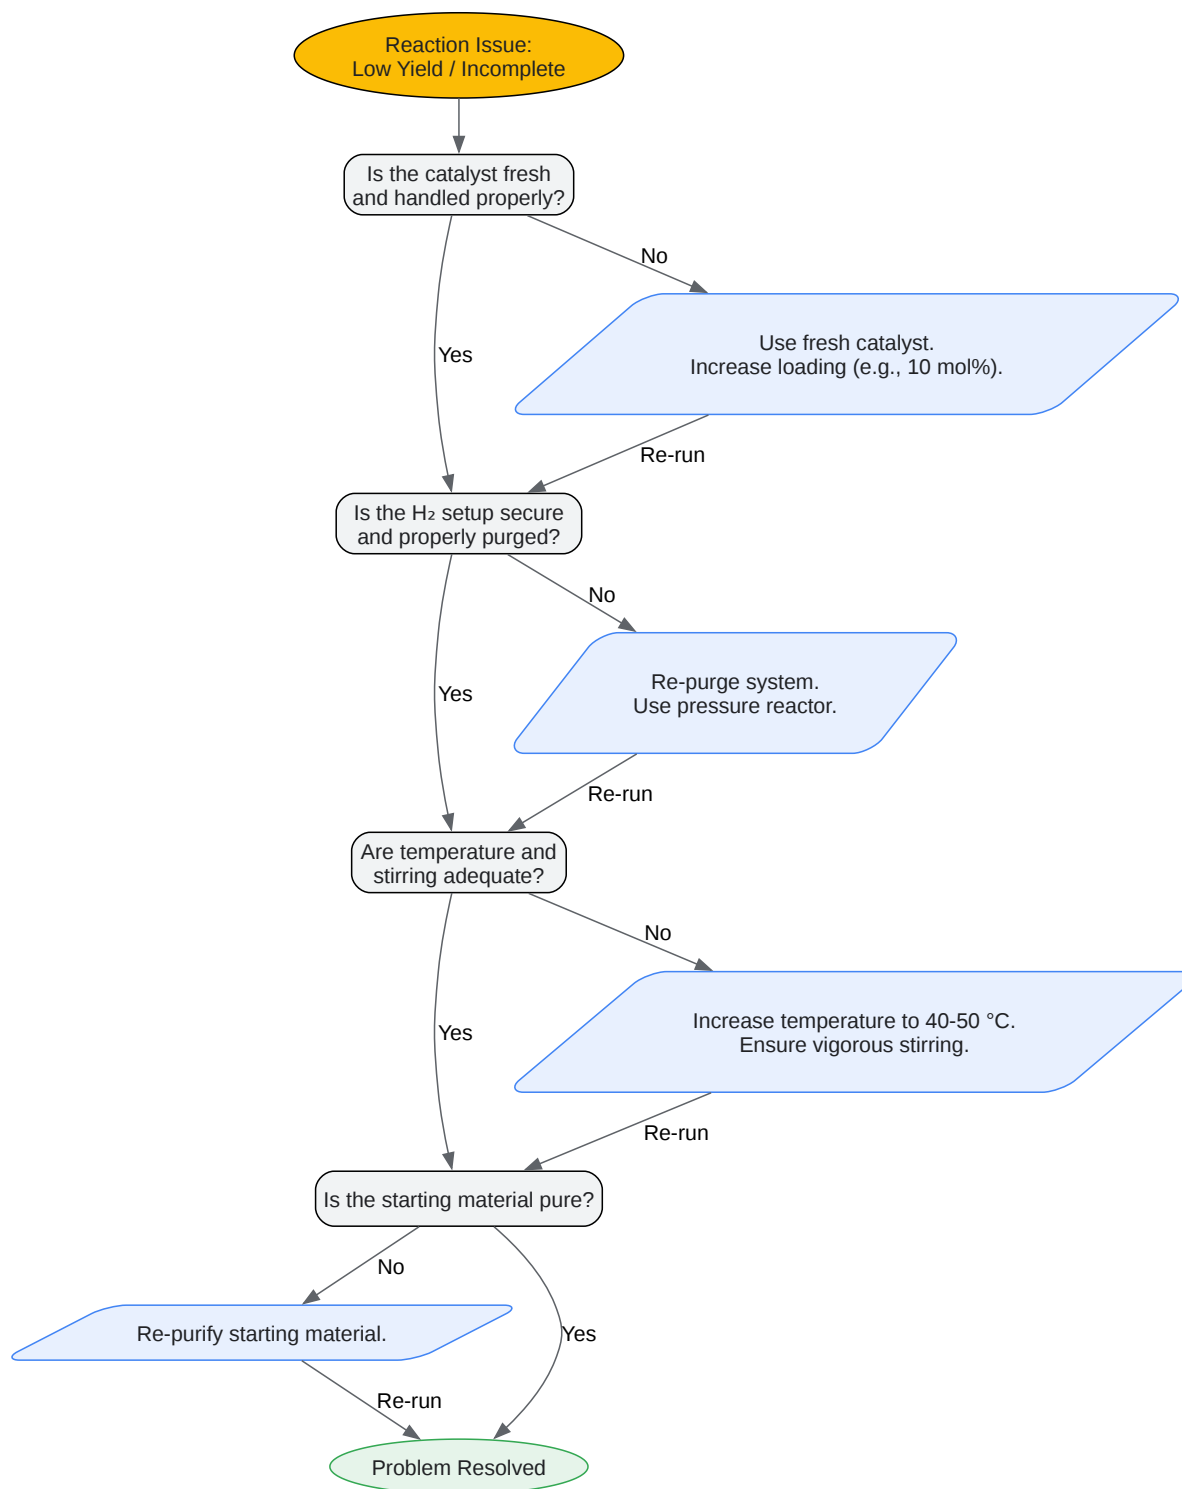 Reaction Issue:
Low Yield / Incomplete
Is the catalyst fresh
and handled properly?
No
Use fresh catalyst.
Increase loading (e.g., 10 mol%).
Yes
Re-run
Is the H₂ setup secure
and properly purged?
No
Re-purge system.
Use pressure reactor.
Yes
Re-run
Are temperature and
stirring adequate?
No
Increase temperature to 40-50 °C.
Ensure vigorous stirring.
Yes
Re-run
Is the starting material pure?
No
Re-purify starting material.
Yes
Re-run
Problem Resolved